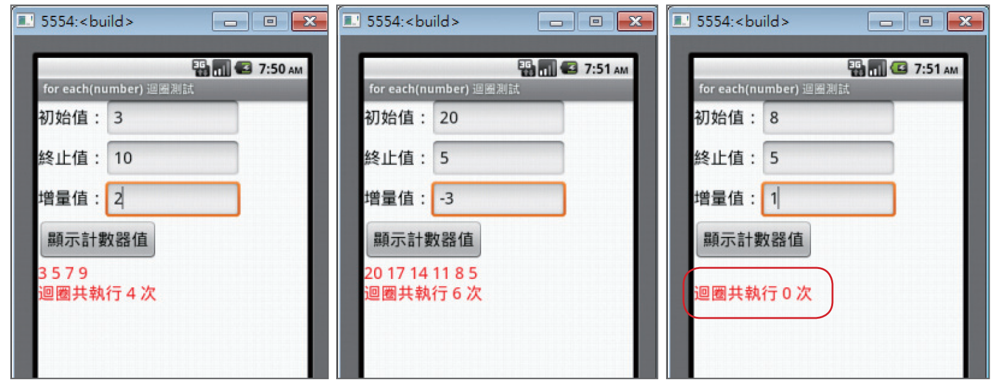 5554:<build>
3G
7:50 AM
for each(number) 迴圈測試
初始值： 3
終止值： 10
增量值： 2
顯示計數器值
3 5 7 9
迴圈共執行 4 次
5554:<build>
3G
7:51 AM
for each(number) 迴圈測試
初始值： 20
終止值： 5
增量值： -3
顯示計數器值
20 17 14 11 8 5
迴圈共執行 6 次
5554:<build>
3G
7:51 AM
for each(number) 迴圈測試
初始值： 8
終止值： 5
增量值： 1
顯示計數器值
迴圈共執行 0 次